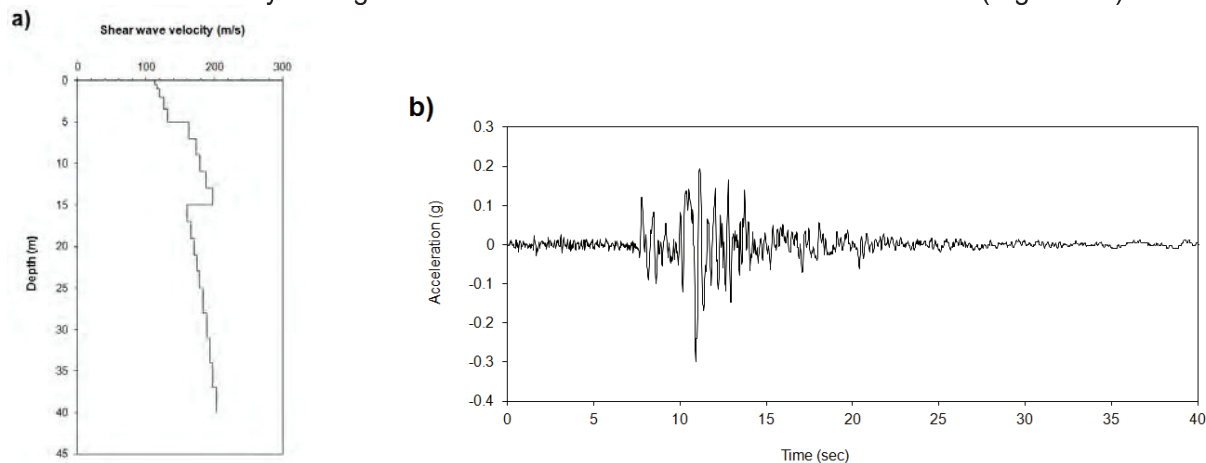 a)
Shear wave velocity (m/s)
0 100 200 300
0
5
10
15
20
25
30
35
40
45
Depth (m)
b)
0.3
0.2
0.1
0
-0.1
-0.2
-0.3
-0.4
Acceleration (g)
0 5 10 15 20 25 30 35 40
Time (sec)